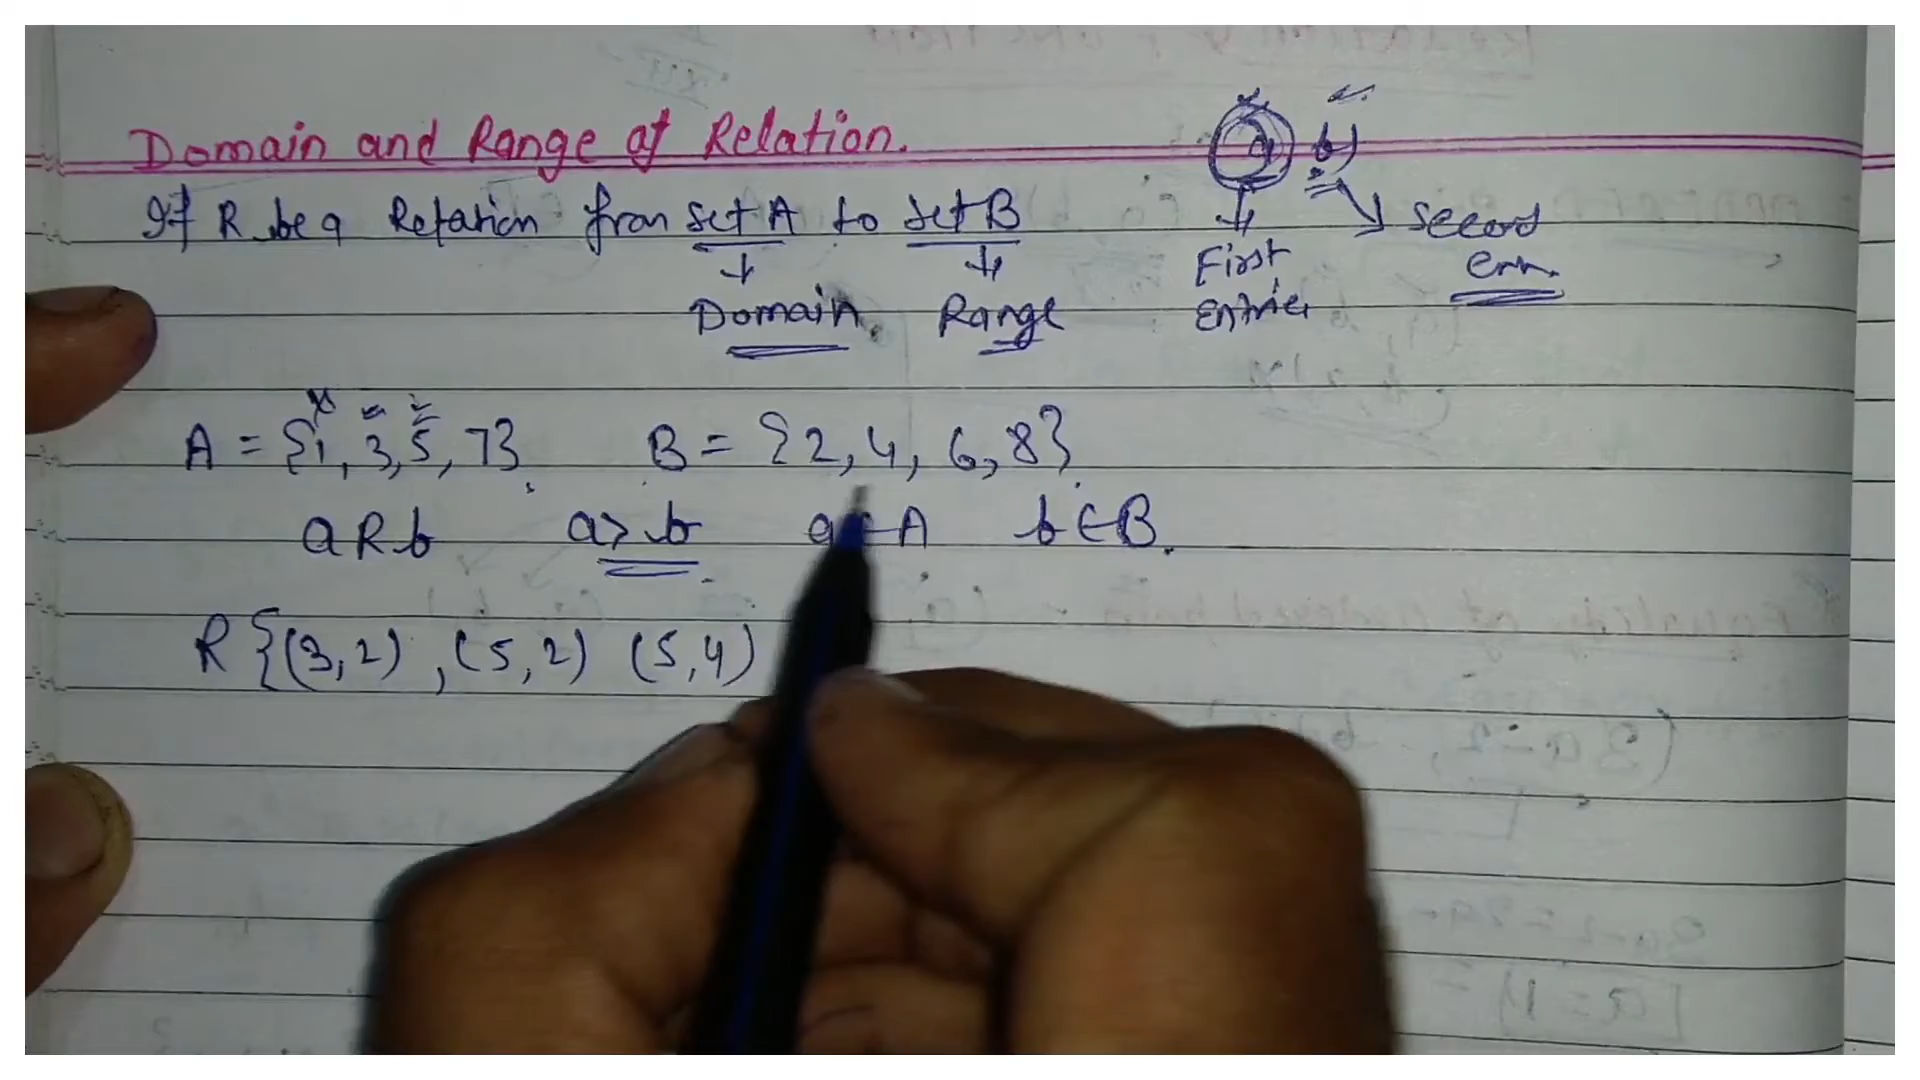 Domain and Range of Relation.
If R be a Relation from set A to set B
Domain. Range
(a, b)
First Entries
Second
A = {1, 3, 5, 7} B = {2, 4, 6, 8}
a R b a > b a ∈ A b ∈ B.
R {(3,2) , (5,2) (5,4)